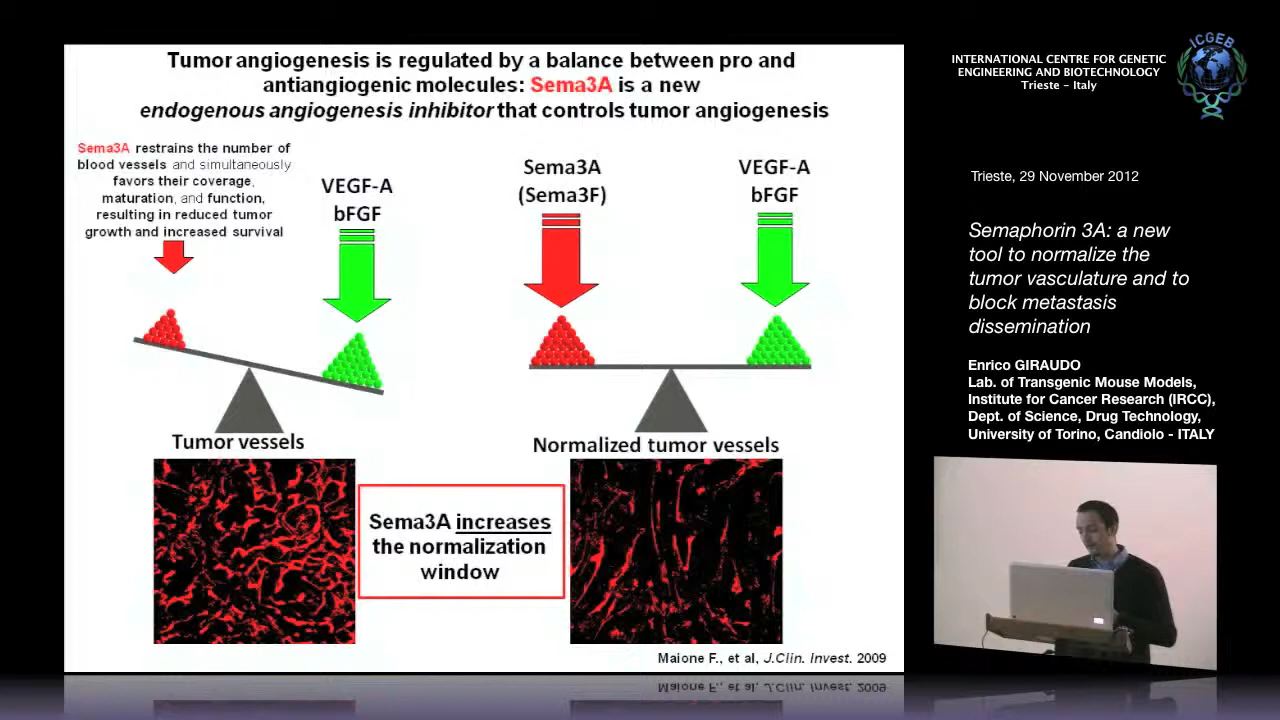 Tumor angiogenesis is regulated by a balance between pro and
antiangiogenic molecules: Sema3A is a new
endogenous angiogenesis inhibitor that controls tumor angiogenesis
Sema3A restrains the number of
blood vessels and simultaneously
favors their coverage,
maturation, and function,
resulting in reduced tumor
growth and increased survival
VEGF-A
bFGF
Sema3A
(Sema3F)
VEGF-A
bFGF
Tumor vessels
Normalized tumor vessels
Sema3A increases
the normalization
window
Maione F., et al, J.Clin. Invest. 2009
INTERNATIONAL CENTRE FOR GENETIC
ENGINEERING AND BIOTECHNOLOGY
Trieste - Italy
ICGEB
Trieste, 29 November 2012
Semaphorin 3A: a new
tool to normalize the
tumor vasculature and to
block metastasis
dissemination
Enrico GIRAUDO
Lab. of Transgenic Mouse Models,
Institute for Cancer Research (IRCC),
Dept. of Science, Drug Technology,
University of Torino, Candiolo - ITALY